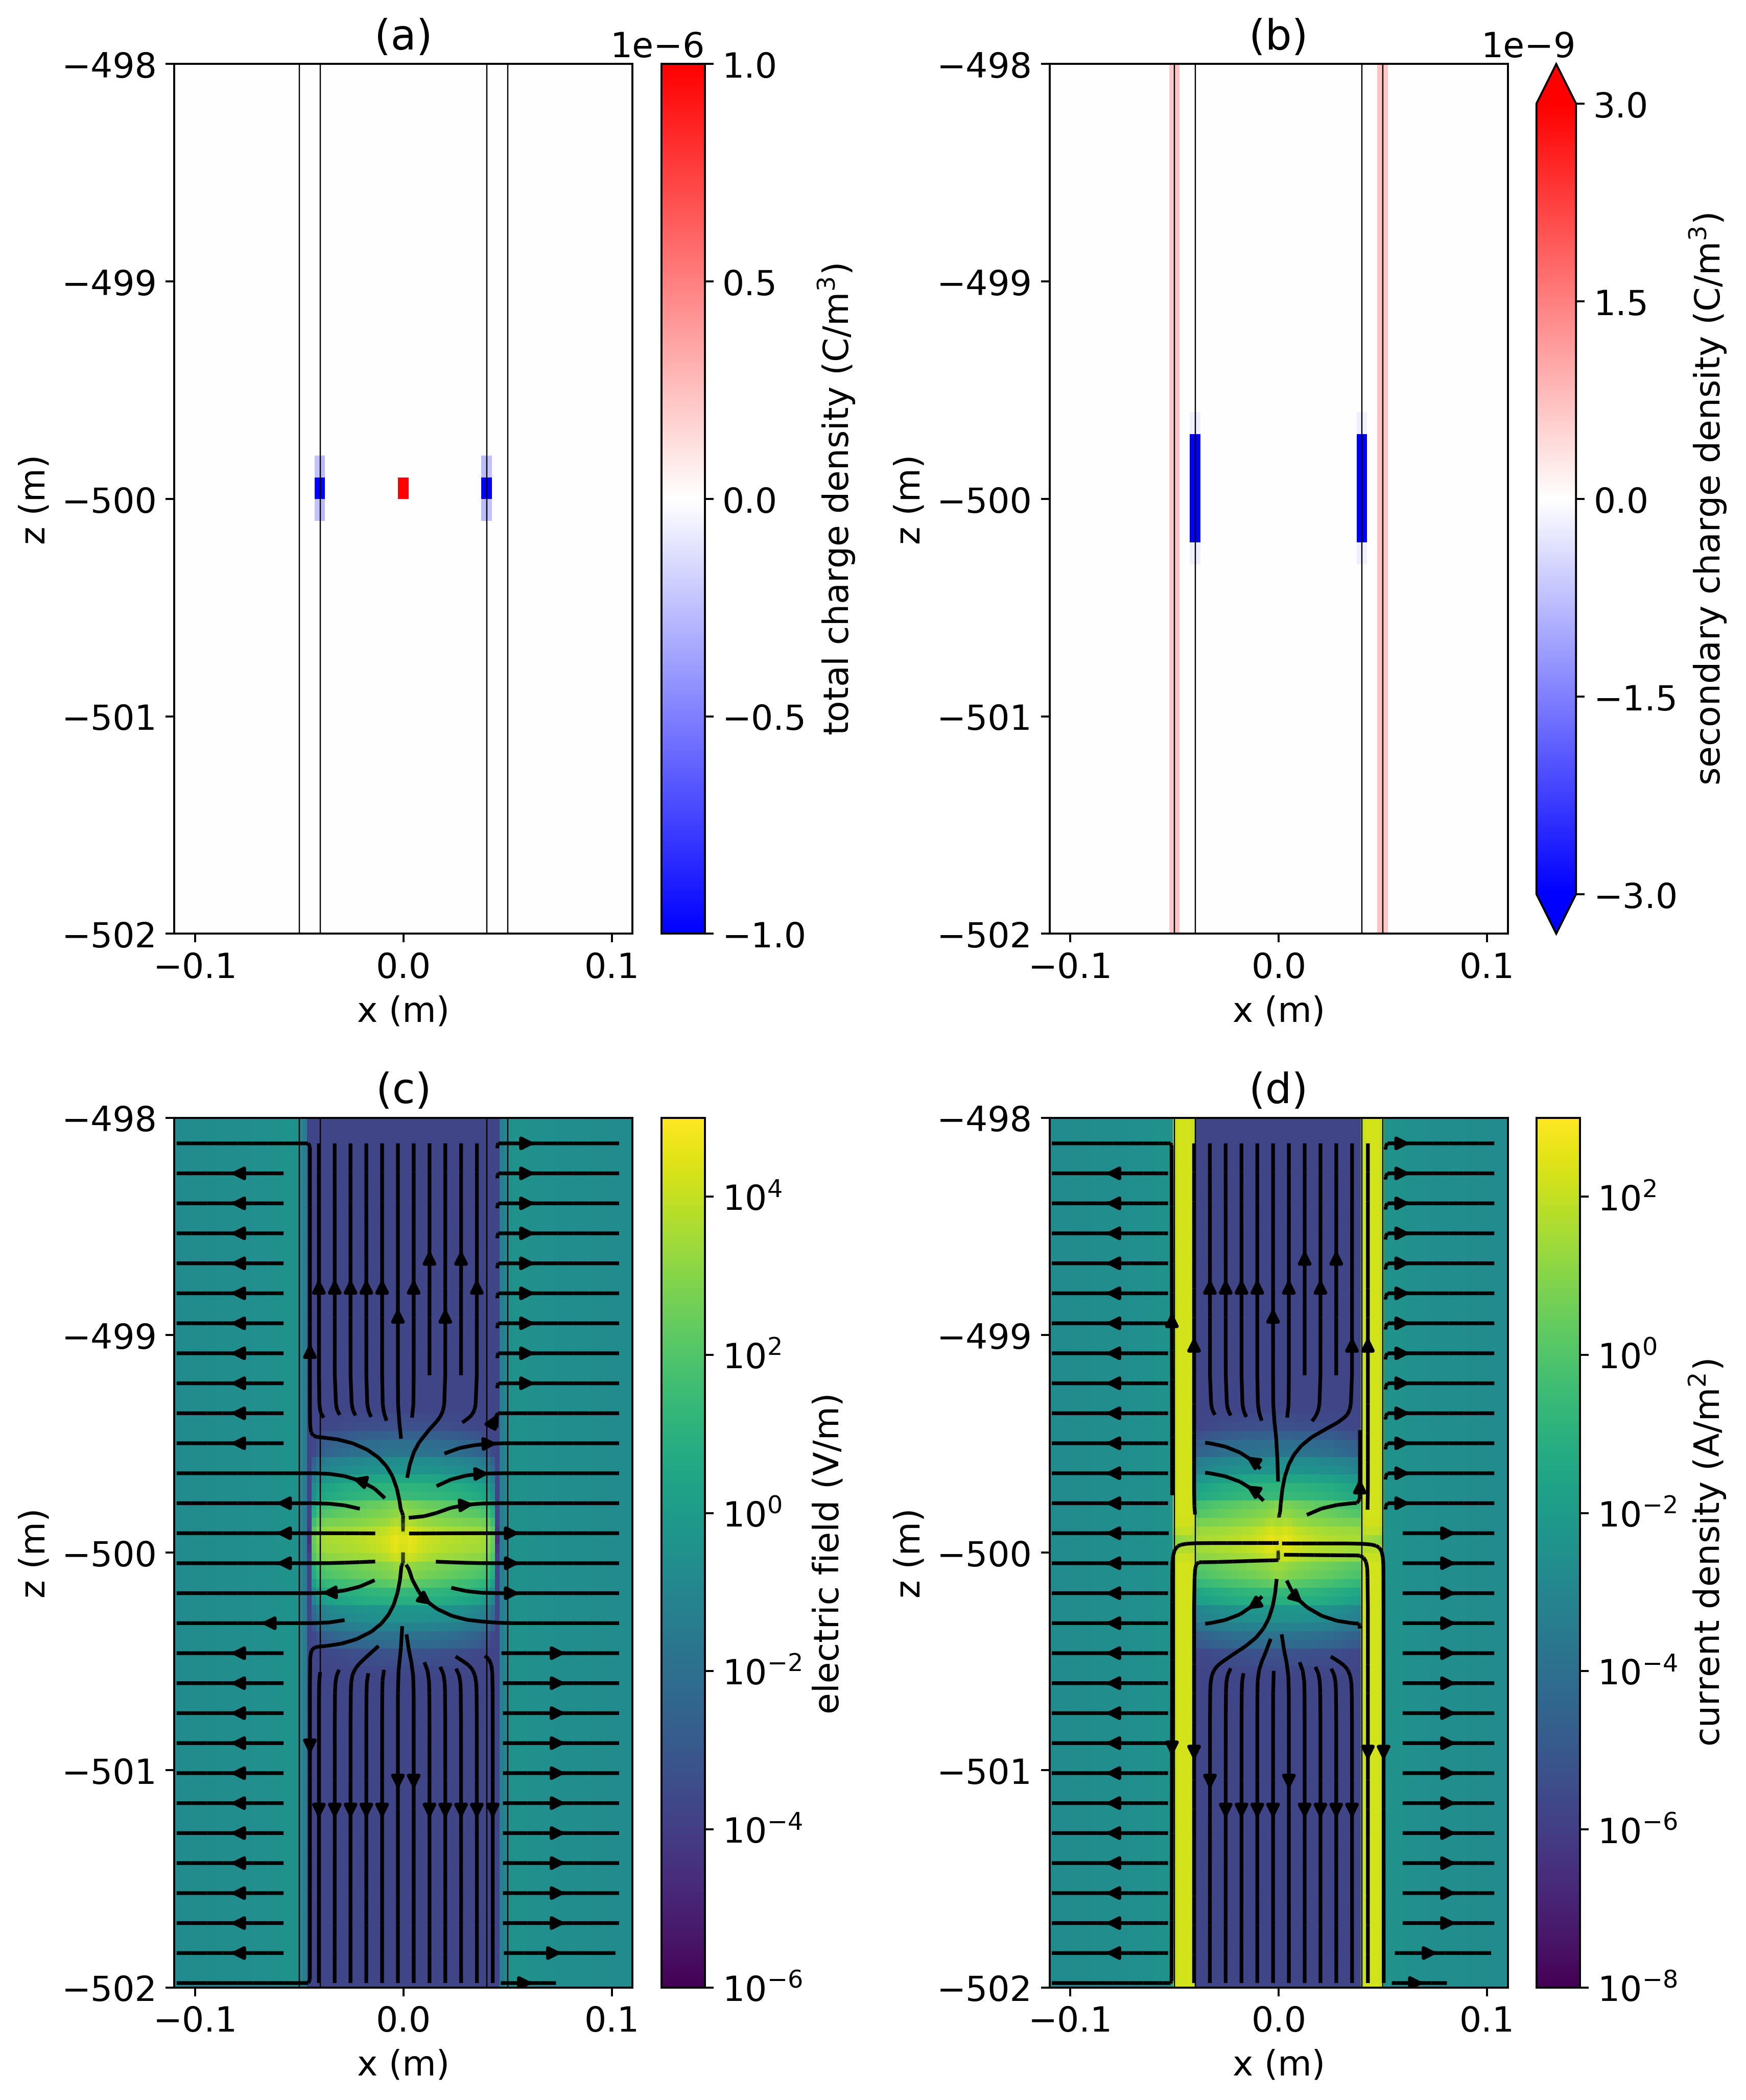 (a)
1e−6
−498
−499
−500
−501
−502
z (m)
−0.1 0.0 0.1
x (m)
1.0
0.5
0.0
−0.5
−1.0
total charge density (C/m³)
(b)
1e−9
−498
−499
−500
−501
−502
z (m)
−0.1 0.0 0.1
x (m)
3.0
1.5
0.0
−1.5
−3.0
secondary charge density (C/m³)
(c)
−498
−499
−500
−501
−502
z (m)
−0.1 0.0 0.1
x (m)
10⁴
10²
10⁰
10⁻²
10⁻⁴
10⁻⁶
electric field (V/m)
(d)
−498
−499
−500
−501
−502
z (m)
−0.1 0.0 0.1
x (m)
10²
10⁰
10⁻²
10⁻⁴
10⁻⁶
10⁻⁸
current density (A/m²)